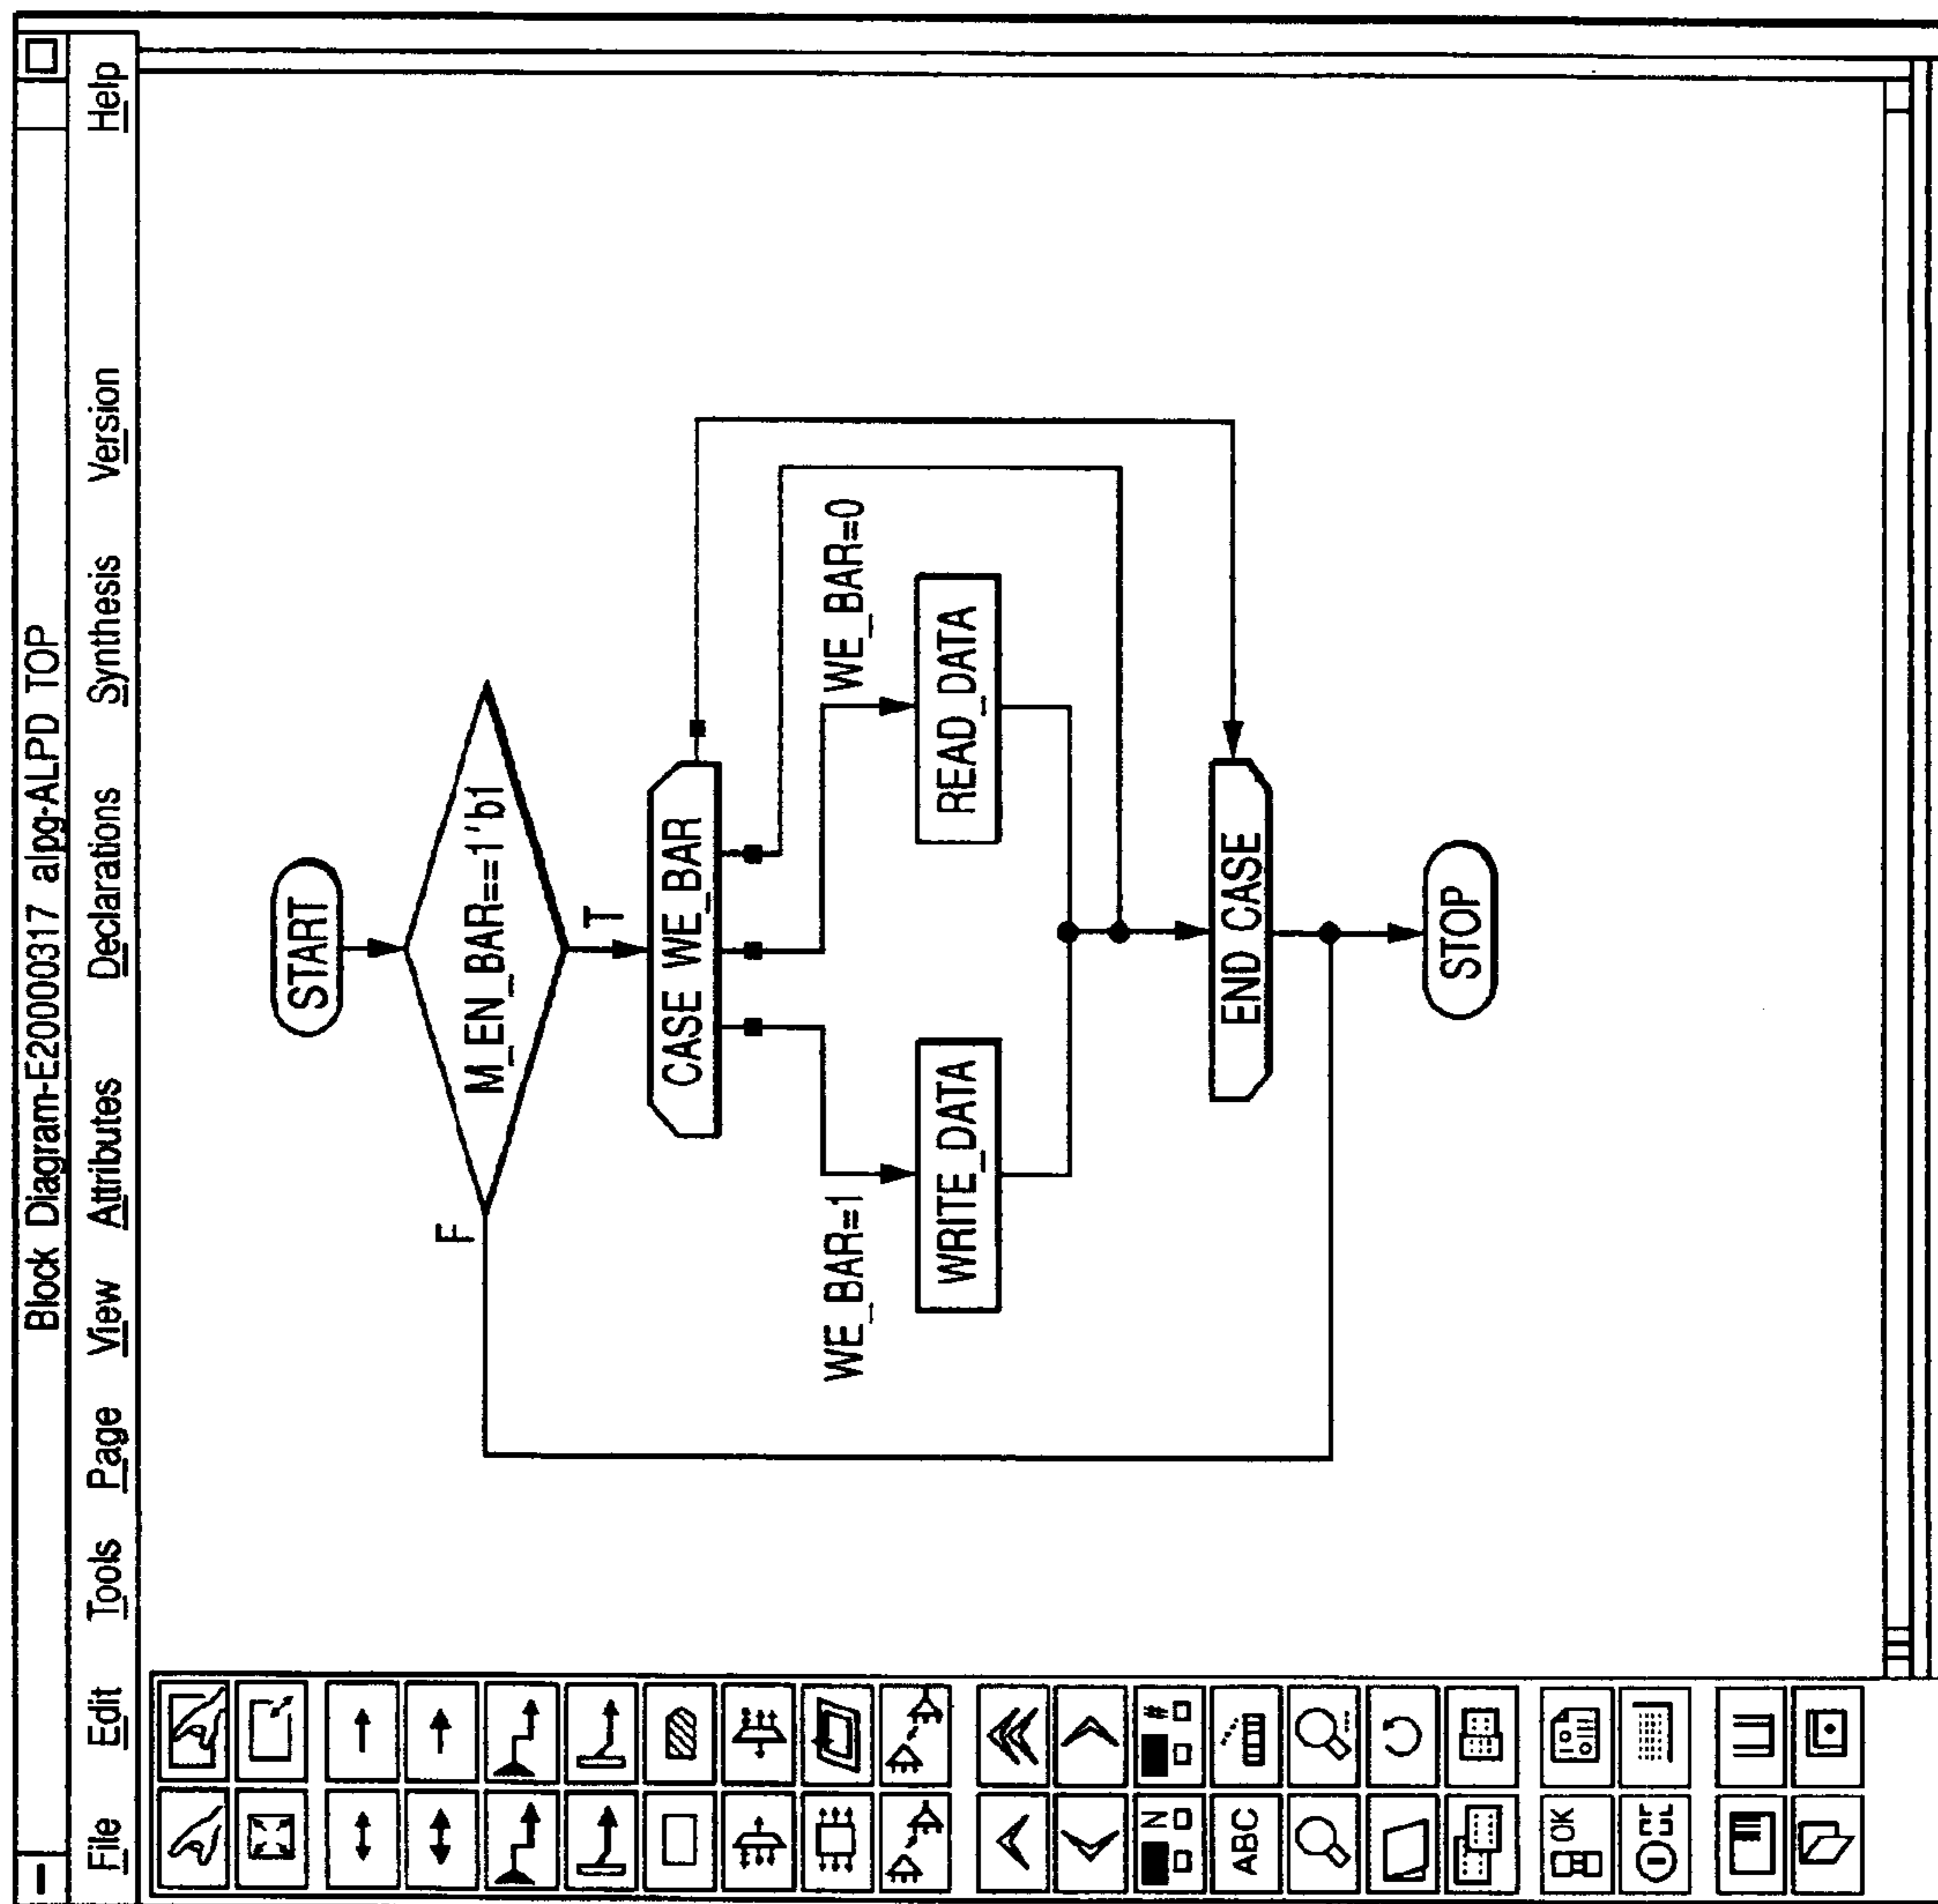 Block Diagram-E20000317 alpg-ALPD TOP
File Edit Tools Page View Attributes Declarations Synthesis Version Help
START
M_EN_BAR==1'b1
F
T
CASE WE_BAR
WE_BAR=1
WE_BAR=0
WRITE_DATA
READ_DATA
END CASE
STOP
N
#
ABC
OK